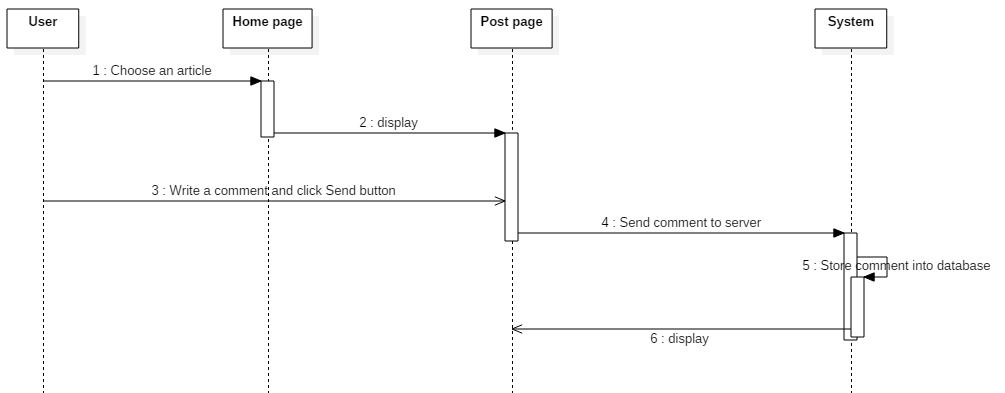 User
Home page
Post page
System
1 : Choose an article
2 : display
3 : Write a comment and click Send button
4 : Send comment to server
5 : Store comment into database
6 : display